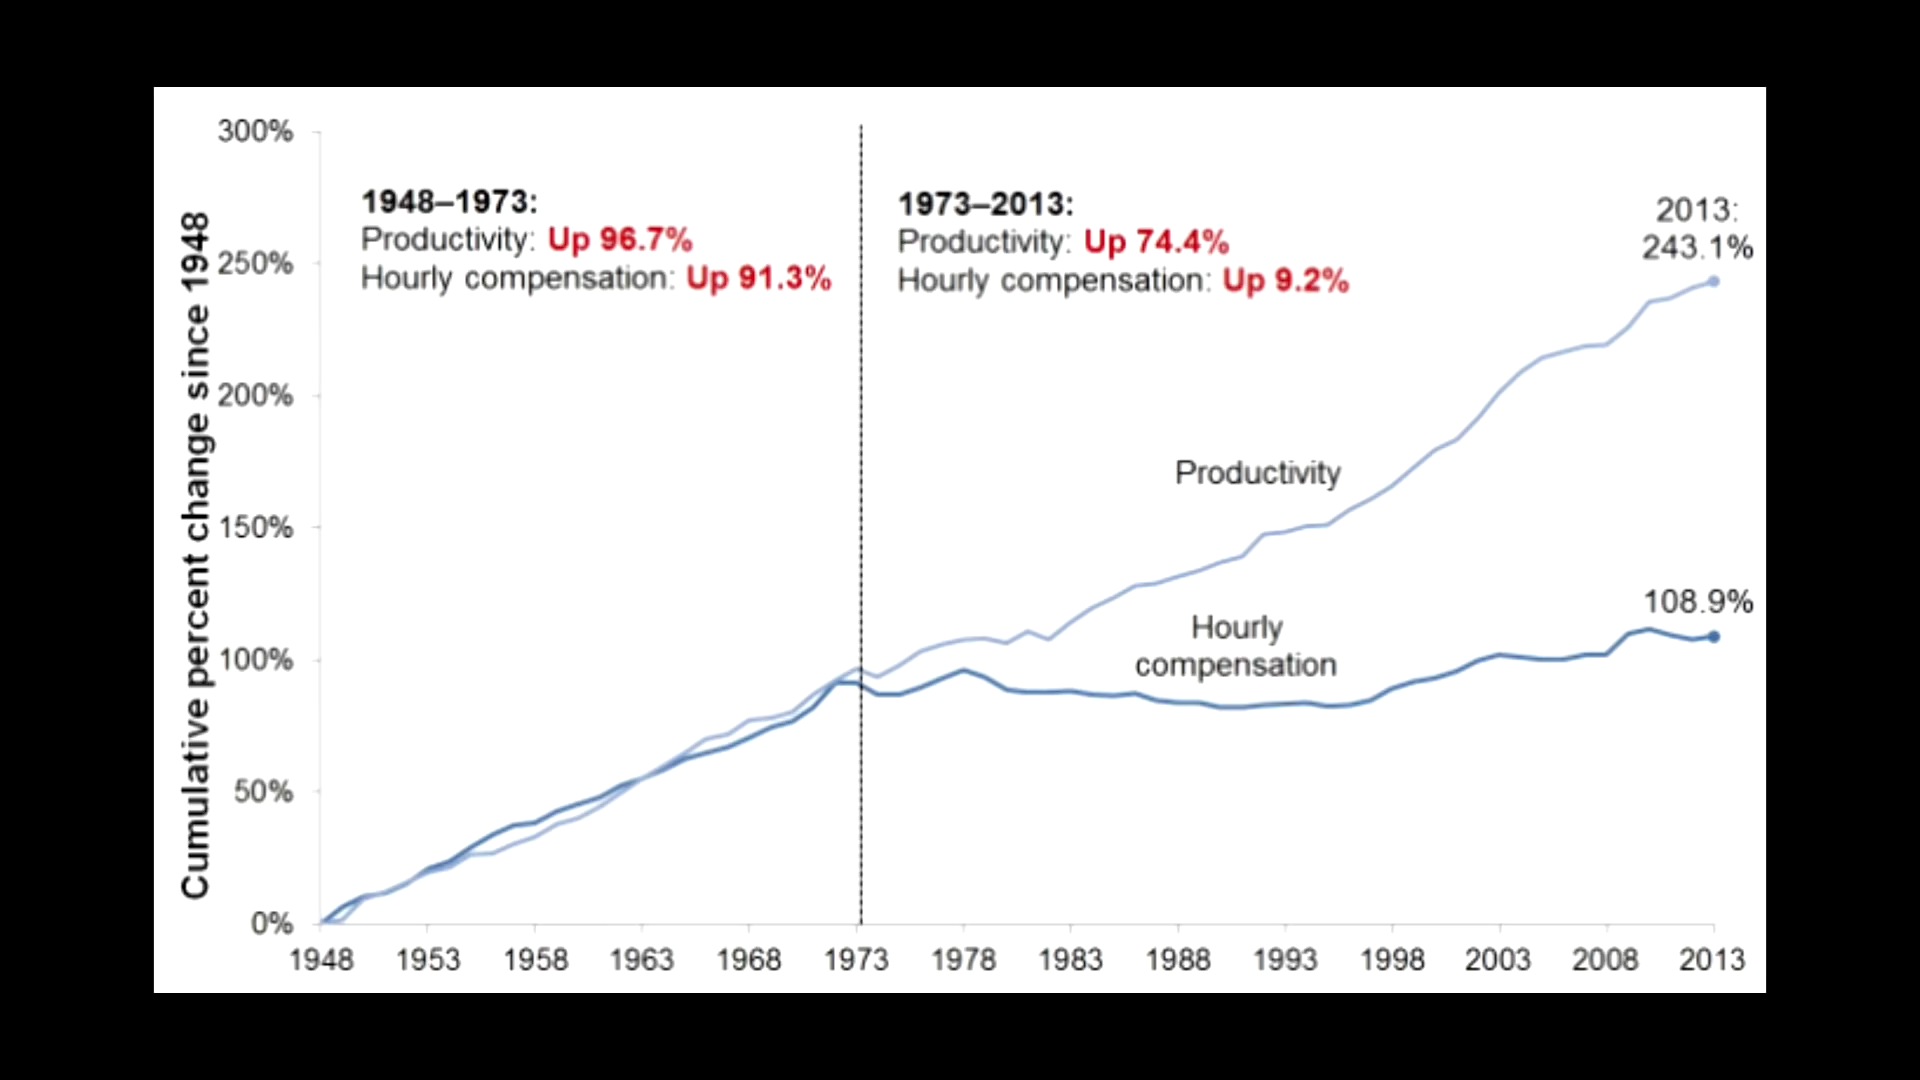 Cumulative percent change since 1948
300%
250%
200%
150%
100%
50%
0%
1948–1973:
Productivity: Up 96.7%
Hourly compensation: Up 91.3%
1973–2013:
Productivity: Up 74.4%
Hourly compensation: Up 9.2%
2013:
243.1%
Productivity
108.9%
Hourly
compensation
1948 1953 1958 1963 1968 1973 1978 1983 1988 1993 1998 2003 2008 2013